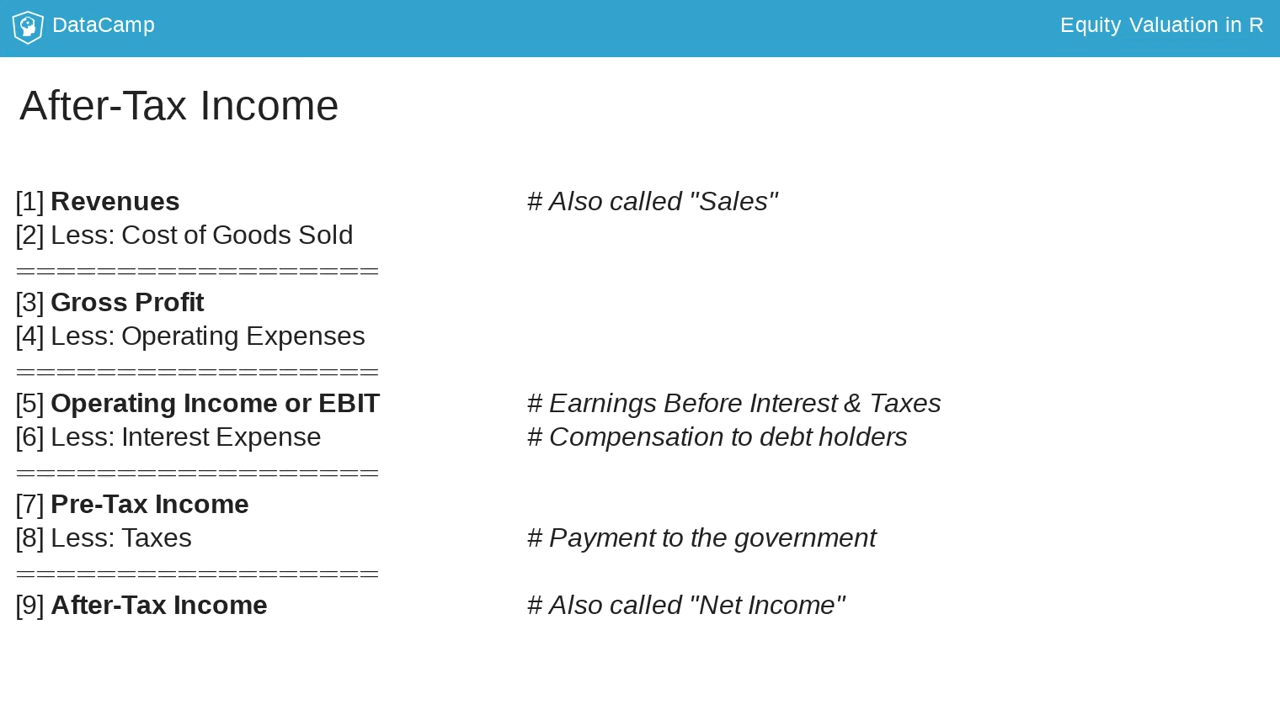 DataCamp
Equity Valuation in R
After-Tax Income
[1] Revenues # Also called "Sales"
[2] Less: Cost of Goods Sold
==================
[3] Gross Profit
[4] Less: Operating Expenses
==================
[5] Operating Income or EBIT # Earnings Before Interest & Taxes
[6] Less: Interest Expense # Compensation to debt holders
==================
[7] Pre-Tax Income
[8] Less: Taxes # Payment to the government
==================
[9] After-Tax Income # Also called "Net Income"